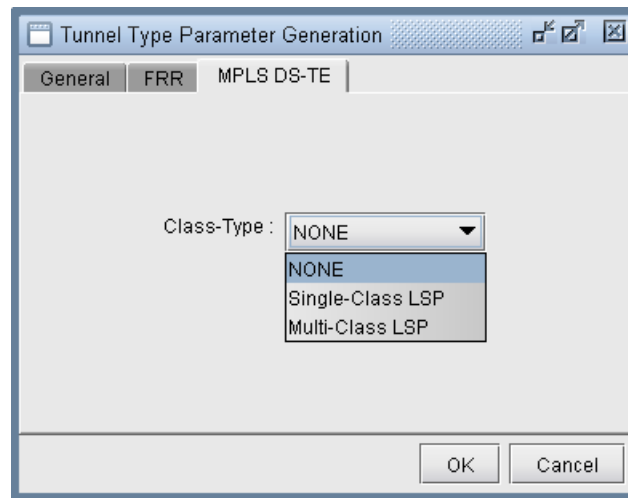 Tunnel Type Parameter Generation
General FRR MPLS DS-TE
Class-Type : NONE
NONE
Single-Class LSP
Multi-Class LSP
OK Cancel